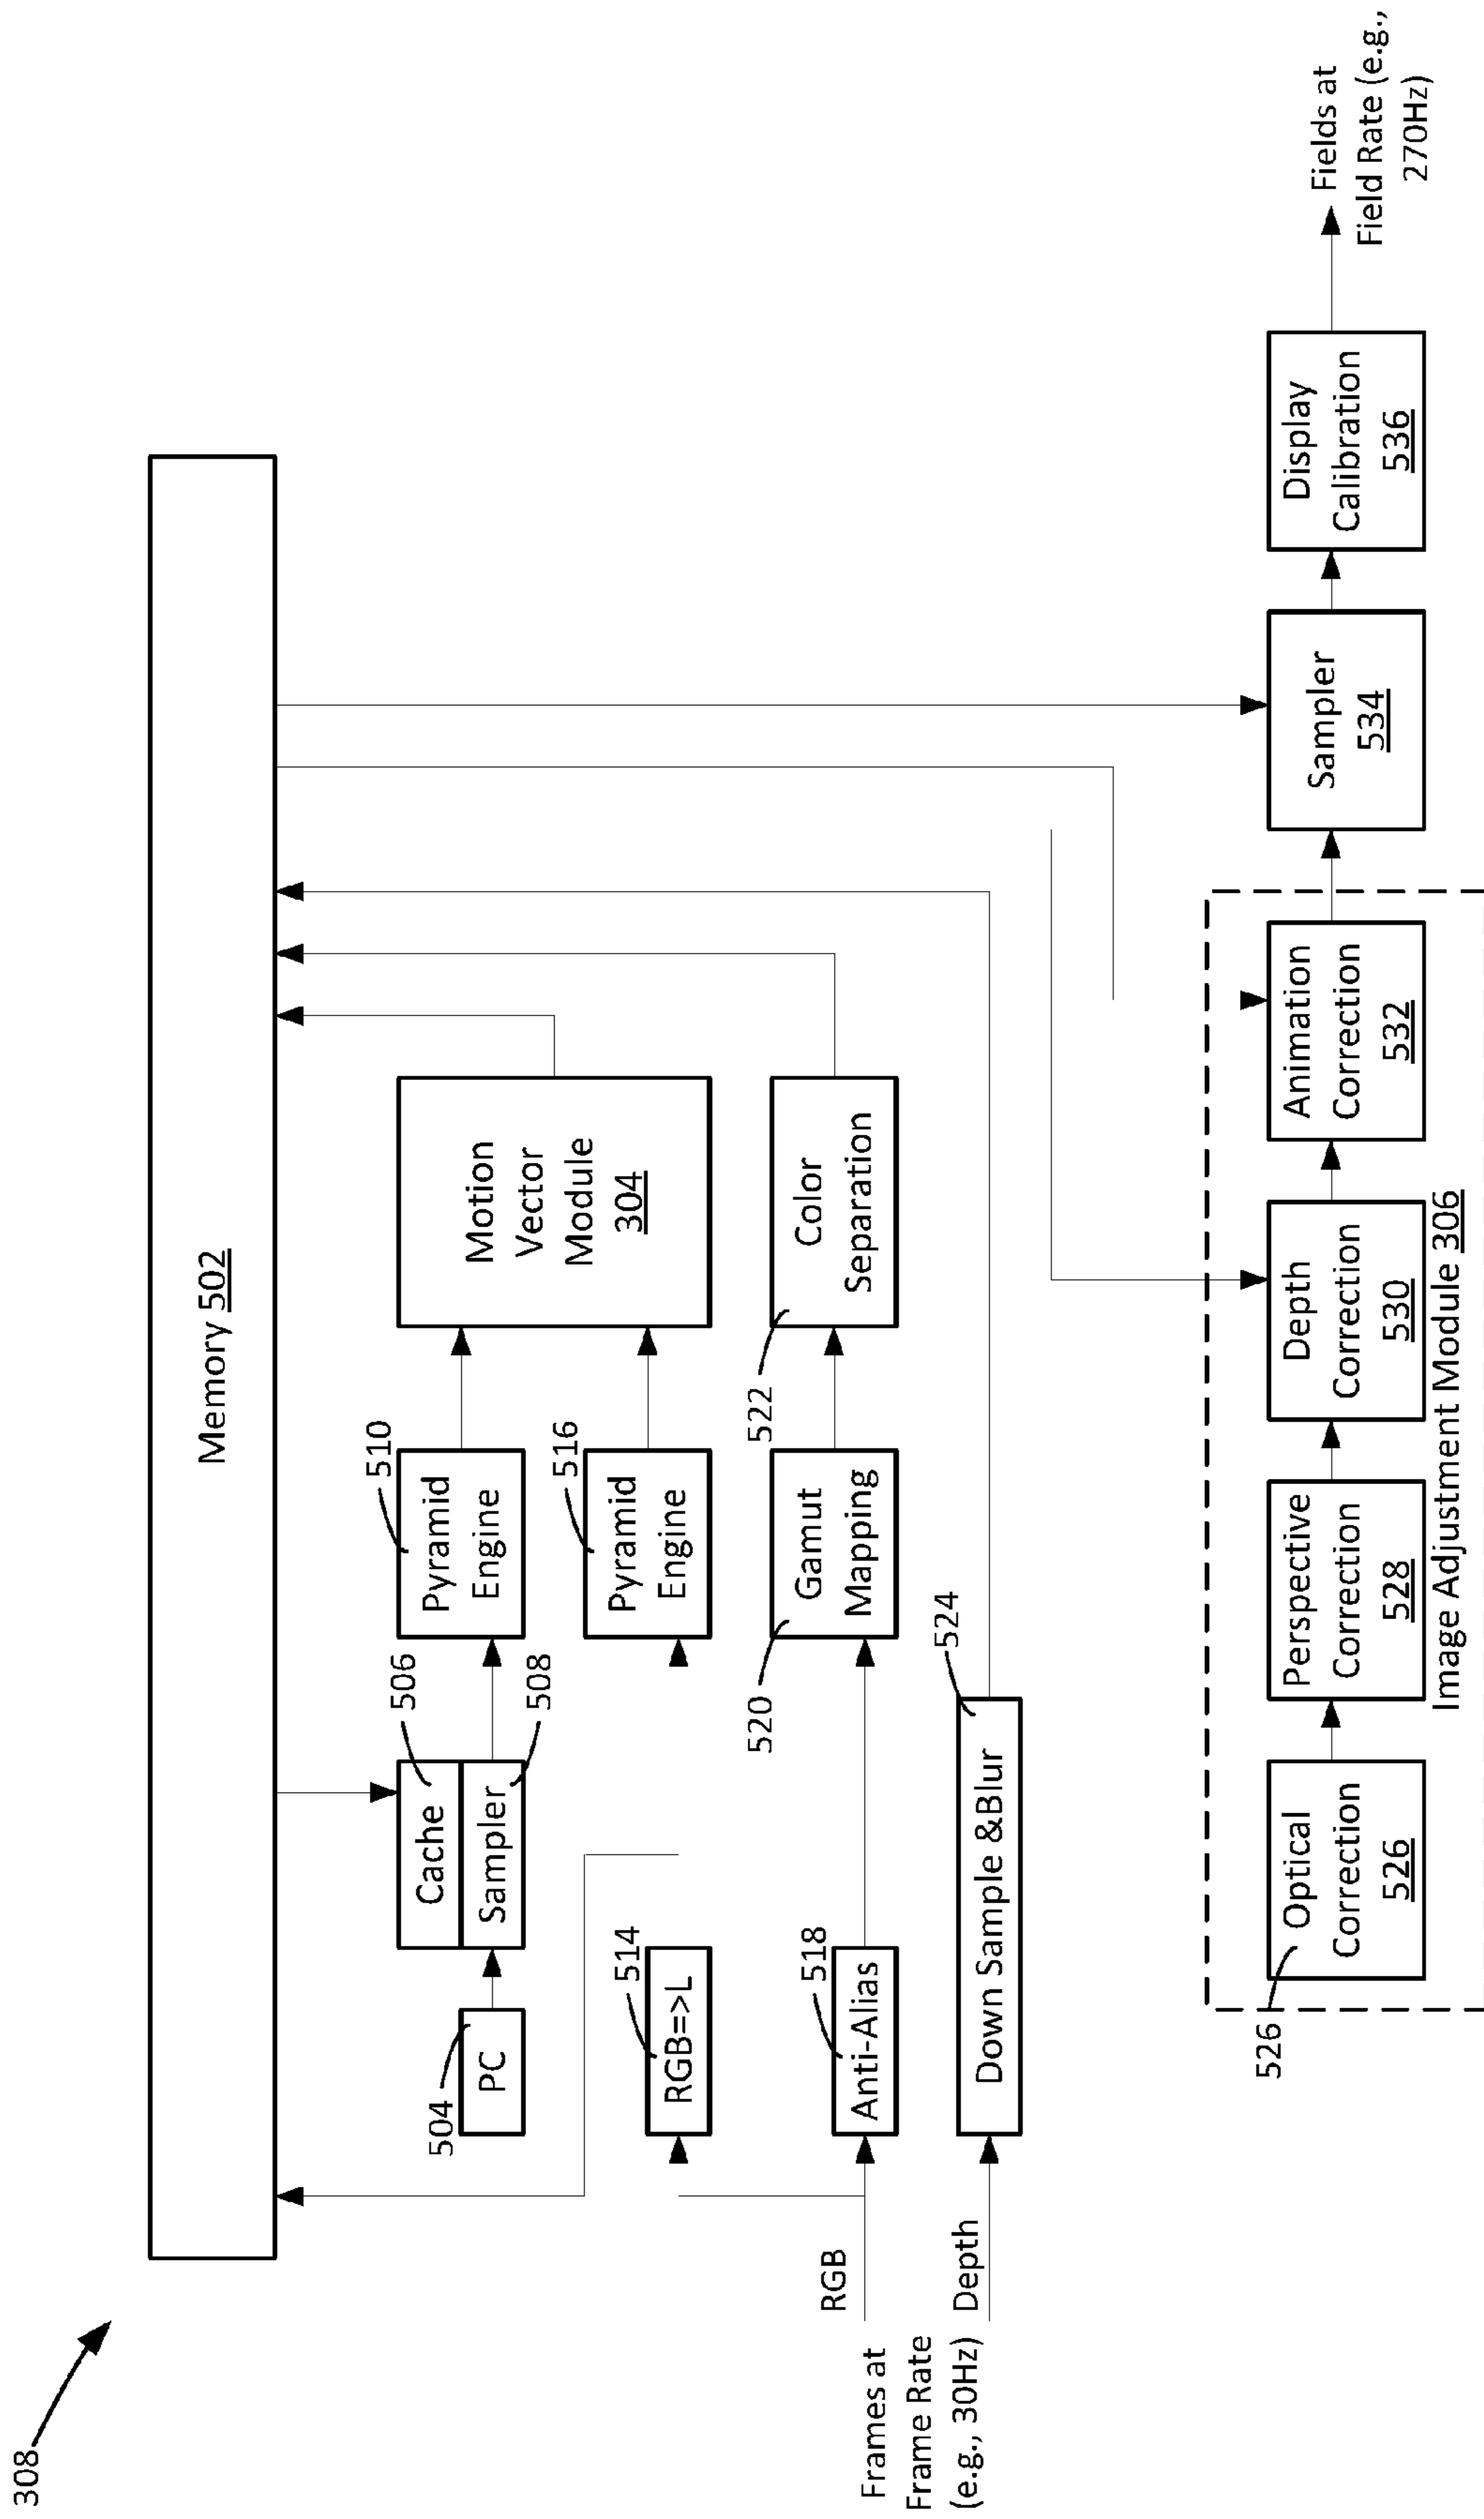 308
Memory 502
504
PC
Cache
506
Sampler
508
510
Pyramid
Engine
Motion
Vector
Module
304
514
RGB=>L
516
Pyramid
Engine
RGB
518
Anti-Alias
520
Gamut
Mapping
522
Color
Separation
Frames at
Frame Rate
(e.g., 30Hz)
Depth
Down Sample &Blur
524
526
Optical
Correction
526
Perspective
Correction
528
Depth
Correction
530
Animation
Correction
532
Image Adjustment Module 306
Sampler
534
Display
Calibration
536
Fields at
Field Rate (e.g.,
270Hz)